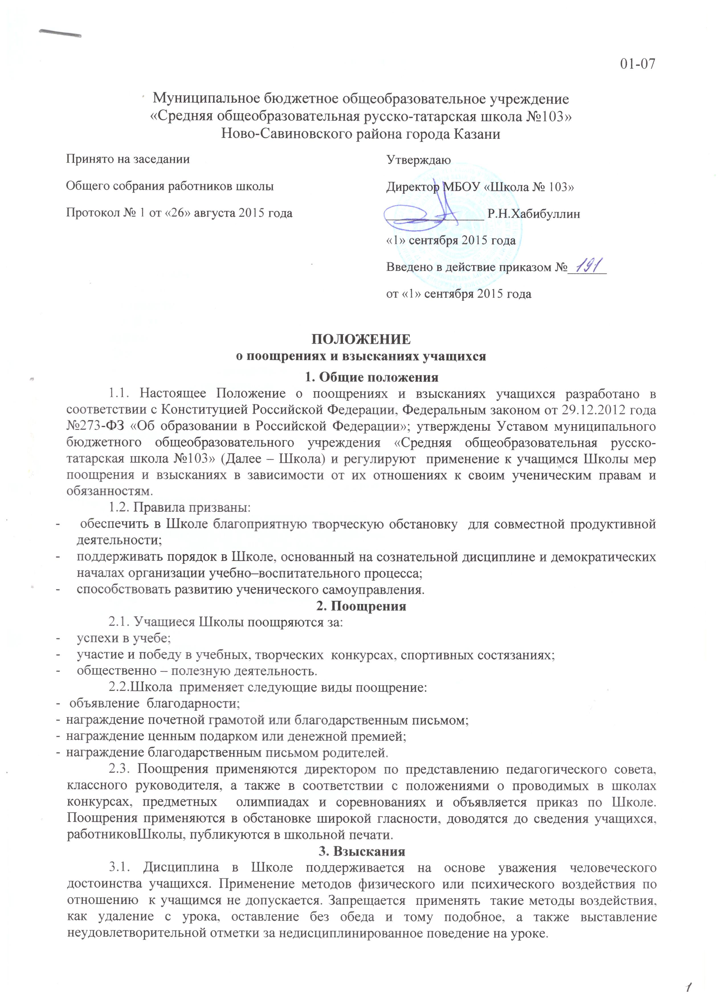 01-07
Муниципальное бюджетное общеобразовательное учреждение
«Средняя общеобразовательная русско-татарская школа №103»
Ново-Савиновского района города Казани
Принято на заседании
Общего собрания работников школы
Протокол № 1 от «26» августа 2015 года
Утверждаю
Директор МБОУ «Школа № 103»
_______________ Р.Н.Хабибуллин
«1» сентября 2015 года
Введено в действие приказом № 191
от «1» сентября 2015 года
ПОЛОЖЕНИЕ
о поощрениях и взысканиях учащихся
1. Общие положения
1.1. Настоящее Положение о поощрениях и взысканиях учащихся разработано в
соответствии с Конституцией Российской Федерации, Федеральным законом от 29.12.2012 года
№273-ФЗ «Об образовании в Российской Федерации»; утверждены Уставом муниципального
бюджетного общеобразовательного учреждения «Средняя общеобразовательная русско-
татарская школа №103» (Далее – Школа) и регулируют применение к учащимся Школы мер
поощрения и взысканиях в зависимости от их отношениях к своим ученическим правам и
обязанностям.
1.2. Правила призваны:
- обеспечить в Школе благоприятную творческую обстановку для совместной продуктивной
деятельности;
- поддерживать порядок в Школе, основанный на сознательной дисциплине и демократических
началах организации учебно–воспитательного процесса;
- способствовать развитию ученического самоуправления.
2. Поощрения
2.1. Учащиеся Школы поощряются за:
- успехи в учебе;
- участие и победу в учебных, творческих конкурсах, спортивных состязаниях;
- общественно – полезную деятельность.
2.2.Школа применяет следующие виды поощрение:
- объявление благодарности;
- награждение почетной грамотой или благодарственным письмом;
- награждение ценным подарком или денежной премией;
- награждение благодарственным письмом родителей.
2.3. Поощрения применяются директором по представлению педагогического совета,
классного руководителя, а также в соответствии с положениями о проводимых в школах
конкурсах, предметных олимпиадах и соревнованиях и объявляется приказ по Школе.
Поощрения применяются в обстановке широкой гласности, доводятся до сведения учащихся,
работниковШколы, публикуются в школьной печати.
3. Взыскания
3.1. Дисциплина в Школе поддерживается на основе уважения человеческого
достоинства учащихся. Применение методов физического или психического воздействия по
отношению к учащимся не допускается. Запрещается применять такие методы воздействия,
как удаление с урока, оставление без обеда и тому подобное, а также выставление
неудовлетворительной отметки за недисциплинированное поведение на уроке.
1